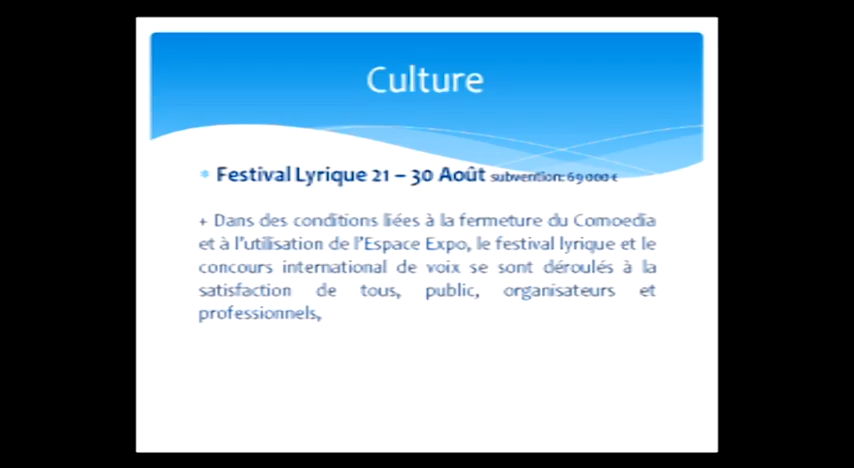 Culture
Festival Lyrique 21 – 30 Août subvention: 69 000 €
+ Dans des conditions liées à la fermeture du Comoedia
et à l'utilisation de l'Espace Expo, le festival lyrique et le
concours international de voix se sont déroulés à la
satisfaction de tous, public, organisateurs et
professionnels,